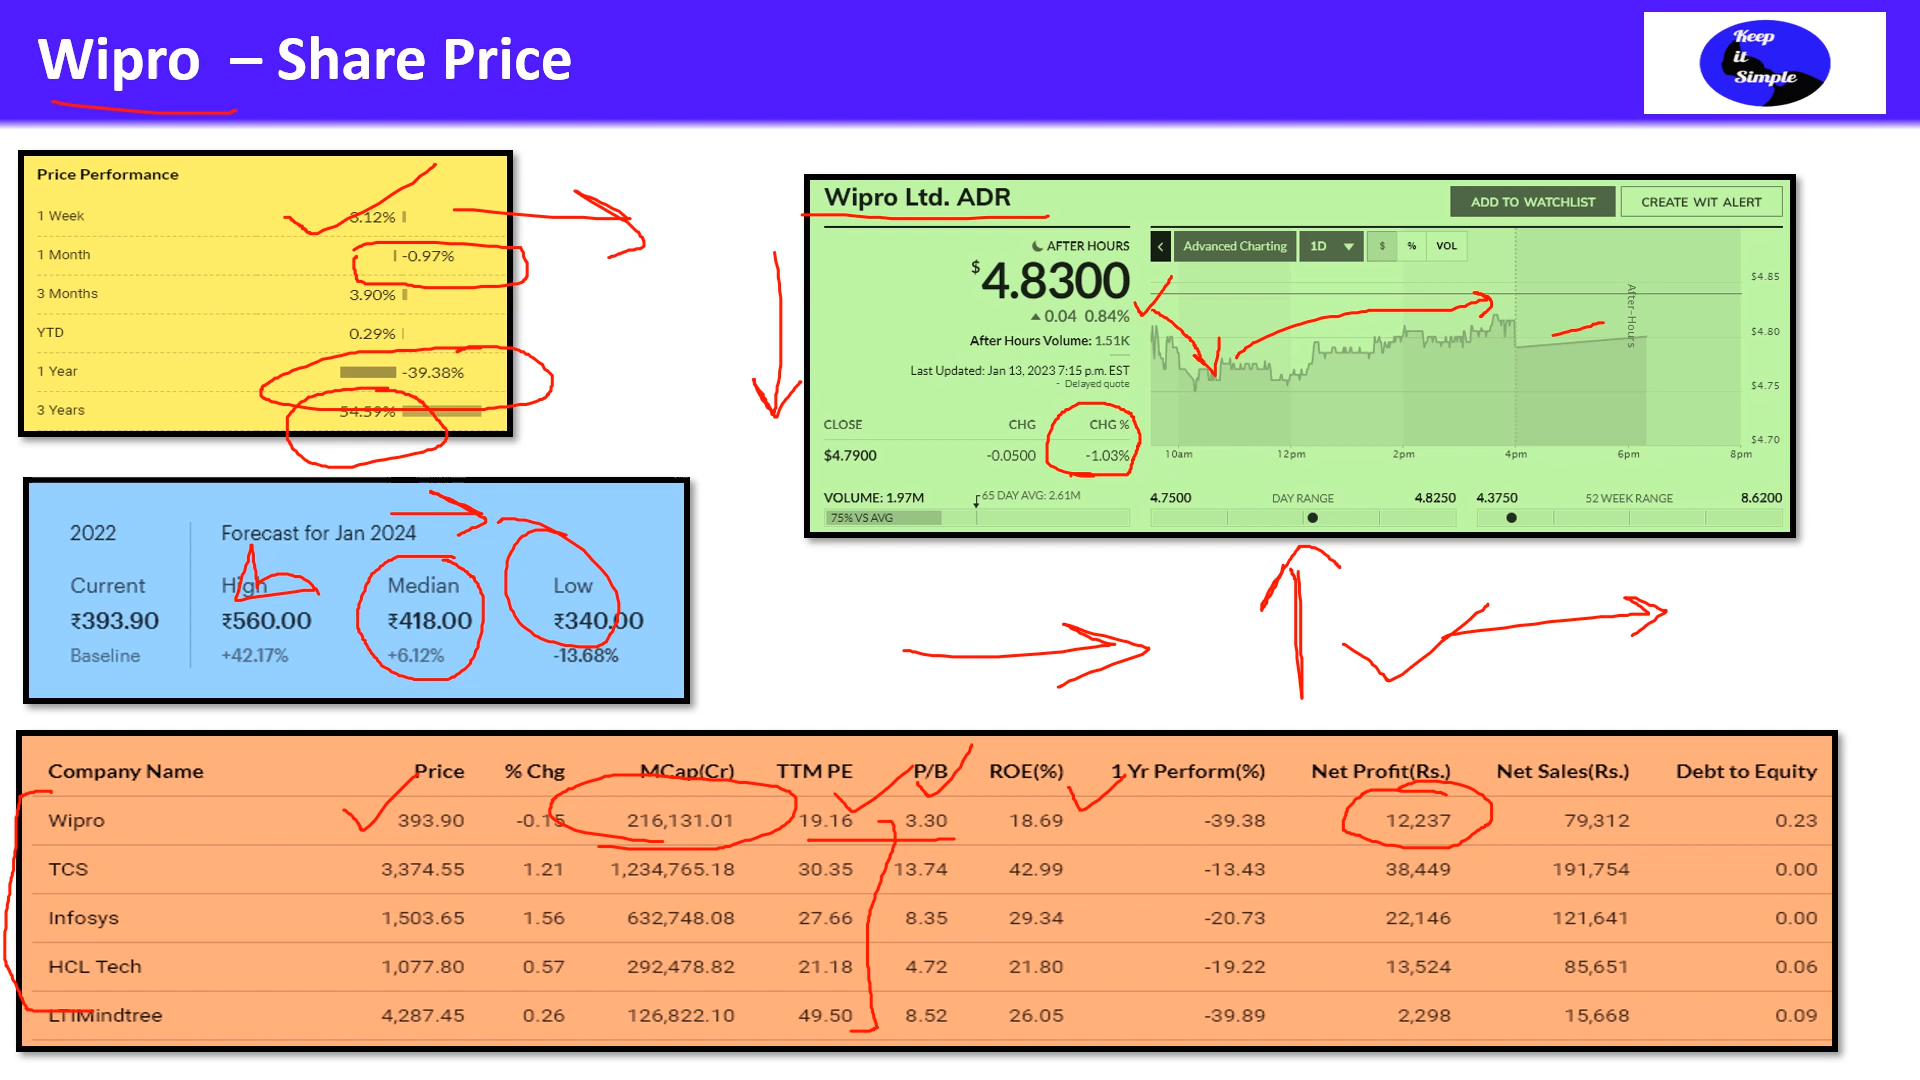 Wipro – Share Price
Keep
it
Simple
Price Performance
1 Week 3.12%
1 Month -0.97%
3 Months 3.90%
YTD 0.29%
1 Year -39.38%
3 Years 54.59%
Wipro Ltd. ADR
ADD TO WATCHLIST CREATE WIT ALERT
AFTER HOURS
$4.8300
0.04 0.84%
After Hours Volume: 1.51K
Last Updated: Jan 13, 2023 7:15 p.m. EST
- Delayed quote
CLOSE CHG CHG %
$4.7900 -0.0500 -1.03%
VOLUME: 1.97M 65 DAY AVG: 2.61M
75% VS AVG
Advanced Charting 1D $ % VOL
$4.85
$4.80
$4.75
$4.70
After-Hours
10am 12pm 2pm 4pm 6pm 8pm
4.7500 DAY RANGE 4.8250 4.3750 52 WEEK RANGE 8.6200
2022 Forecast for Jan 2024
Current High Median Low
₹393.90 ₹560.00 ₹418.00 ₹340.00
Baseline +42.17% +6.12% -13.68%
Company Name Price % Chg MCap(Cr) TTM PE P/B ROE(%) 1 Yr Perform(%) Net Profit(Rs.) Net Sales(Rs.) Debt to Equity
Wipro 393.90 -0.15 216,131.01 19.16 3.30 18.69 -39.38 12,237 79,312 0.23
TCS 3,374.55 1.21 1,234,765.18 30.35 13.74 42.99 -13.43 38,449 191,754 0.00
Infosys 1,503.65 1.56 632,748.08 27.66 8.35 29.34 -20.73 22,146 121,641 0.00
HCL Tech 1,077.80 0.57 292,478.82 21.18 4.72 21.80 -19.22 13,524 85,651 0.06
LTIMindtree 4,287.45 0.26 126,822.10 49.50 8.52 26.05 -39.89 2,298 15,668 0.09